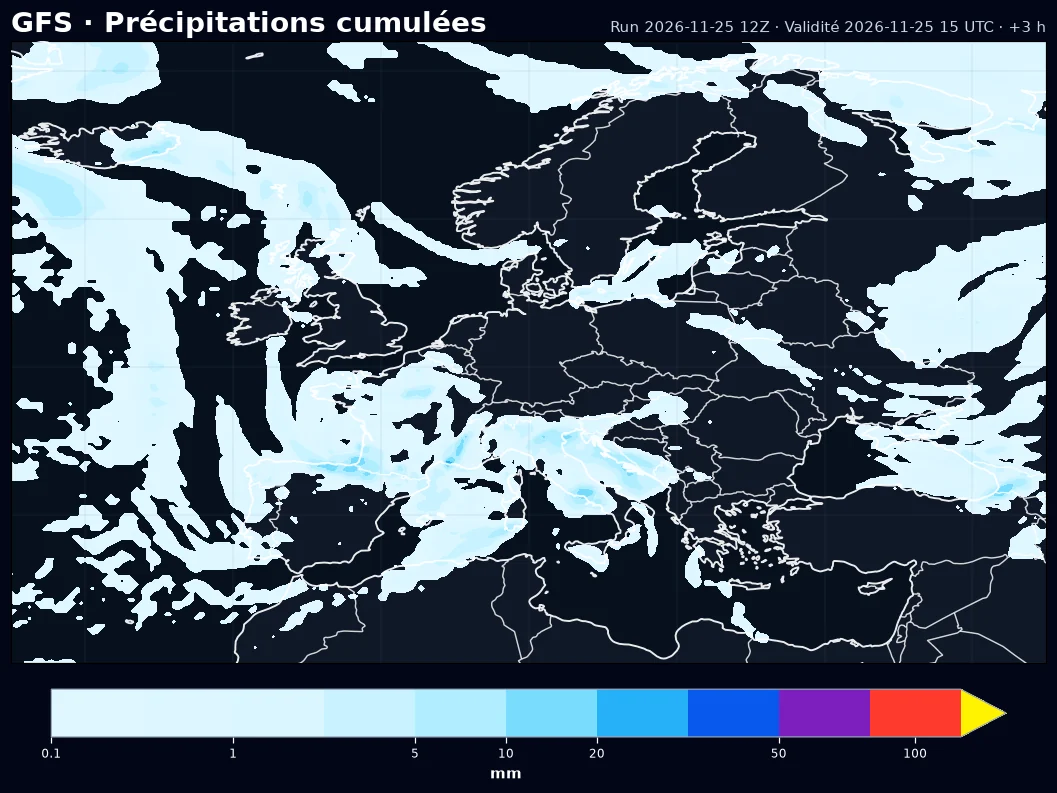 GFS · Précipitations cumulées
Run 2026-11-25 12Z · Validité 2026-11-25 15 UTC · +3 h
0.1 1 5 10 20 50 100
mm